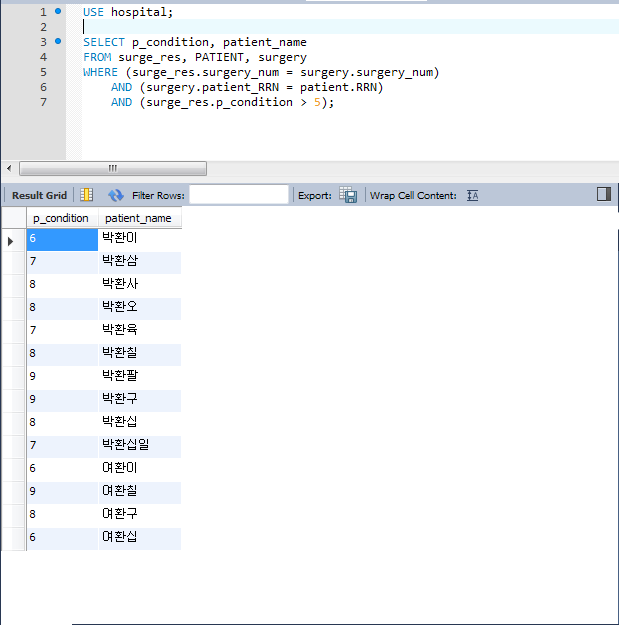 1 USE hospital;
2
3 SELECT p_condition, patient_name
4 FROM surge_res, PATIENT, surgery
5 WHERE (surge_res.surgery_num = surgery.surgery_num)
6 AND (surgery.patient_RRN = patient.RRN)
7 AND (surge_res.p_condition > 5);
Result Grid Filter Rows: Export: Wrap Cell Content:
p_condition patient_name
6 박환이
7 박환삼
8 박환사
8 박환오
7 박환육
8 박환칠
9 박환팔
9 박환구
8 박환십
7 박환십일
6 여환이
9 여환칠
8 여환구
6 여환십